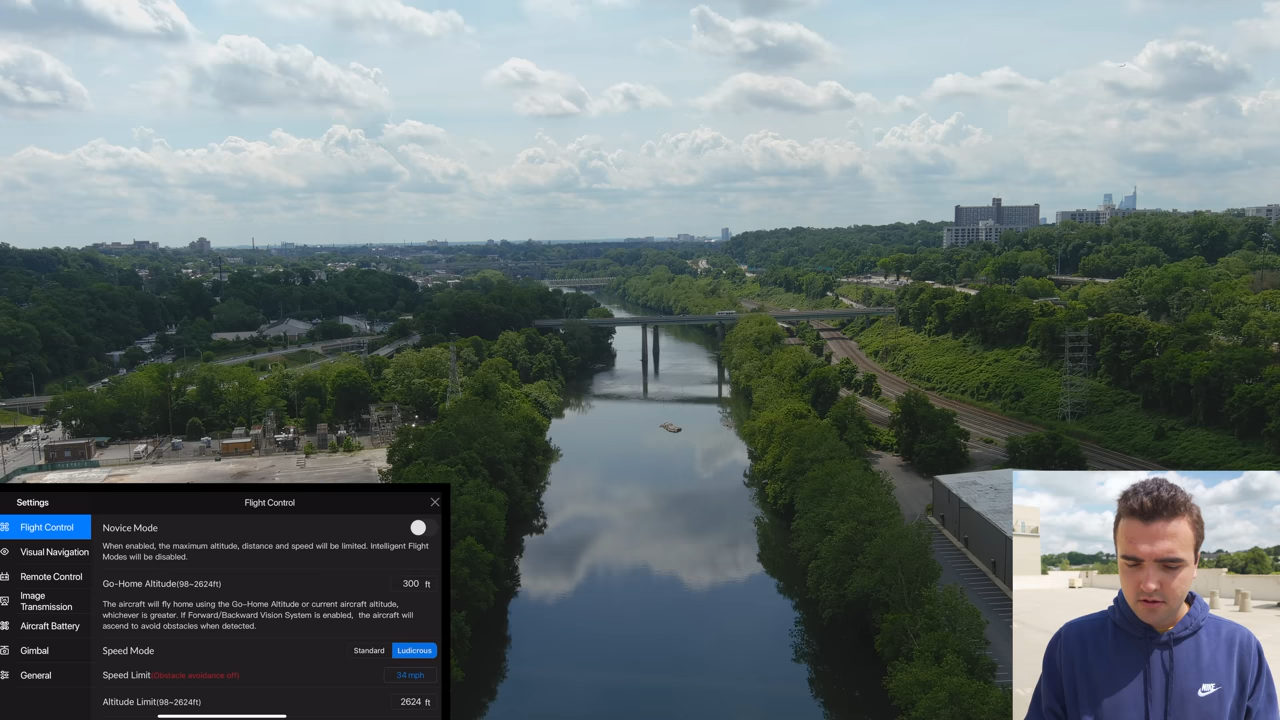 Settings
Flight Control
Flight Control
Visual Navigation
Remote Control
Image
Transmission
Aircraft Battery
Gimbal
General
Novice Mode
When enabled, the maximum altitude, distance and speed will be limited. Intelligent Flight
Modes will be disabled.
Go-Home Altitude(98~2624ft) 300 ft
The aircraft will fly home using the Go-Home Altitude or current aircraft altitude,
whichever is greater. If Forward/Backward Vision System is enabled, the aircraft will
ascend to avoid obstacles when detected.
Speed Mode Standard Ludicrous
Speed Limit(Obstacle avoidance off) 34 mph
Altitude Limit(98~2624ft) 2624 ft
NIKE